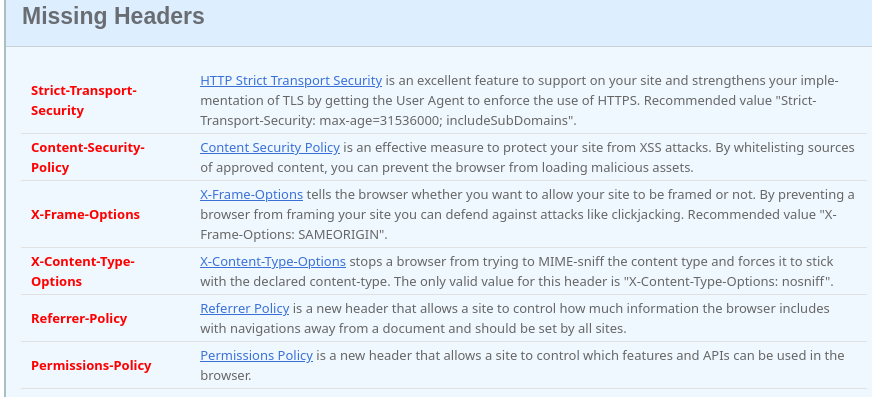 Missing Headers
Strict-Transport-
Security
HTTP Strict Transport Security is an excellent feature to support on your site and strengthens your imple-
mentation of TLS by getting the User Agent to enforce the use of HTTPS. Recommended value "Strict-
Transport-Security: max-age=31536000; includeSubDomains".
Content-Security-
Policy
Content Security Policy is an effective measure to protect your site from XSS attacks. By whitelisting sources
of approved content, you can prevent the browser from loading malicious assets.
X-Frame-Options
X-Frame-Options tells the browser whether you want to allow your site to be framed or not. By preventing a
browser from framing your site you can defend against attacks like clickjacking. Recommended value "X-
Frame-Options: SAMEORIGIN".
X-Content-Type-
Options
X-Content-Type-Options stops a browser from trying to MIME-sniff the content type and forces it to stick
with the declared content-type. The only valid value for this header is "X-Content-Type-Options: nosniff".
Referrer-Policy
Referrer Policy is a new header that allows a site to control how much information the browser includes
with navigations away from a document and should be set by all sites.
Permissions-Policy
Permissions Policy is a new header that allows a site to control which features and APIs can be used in the
browser.